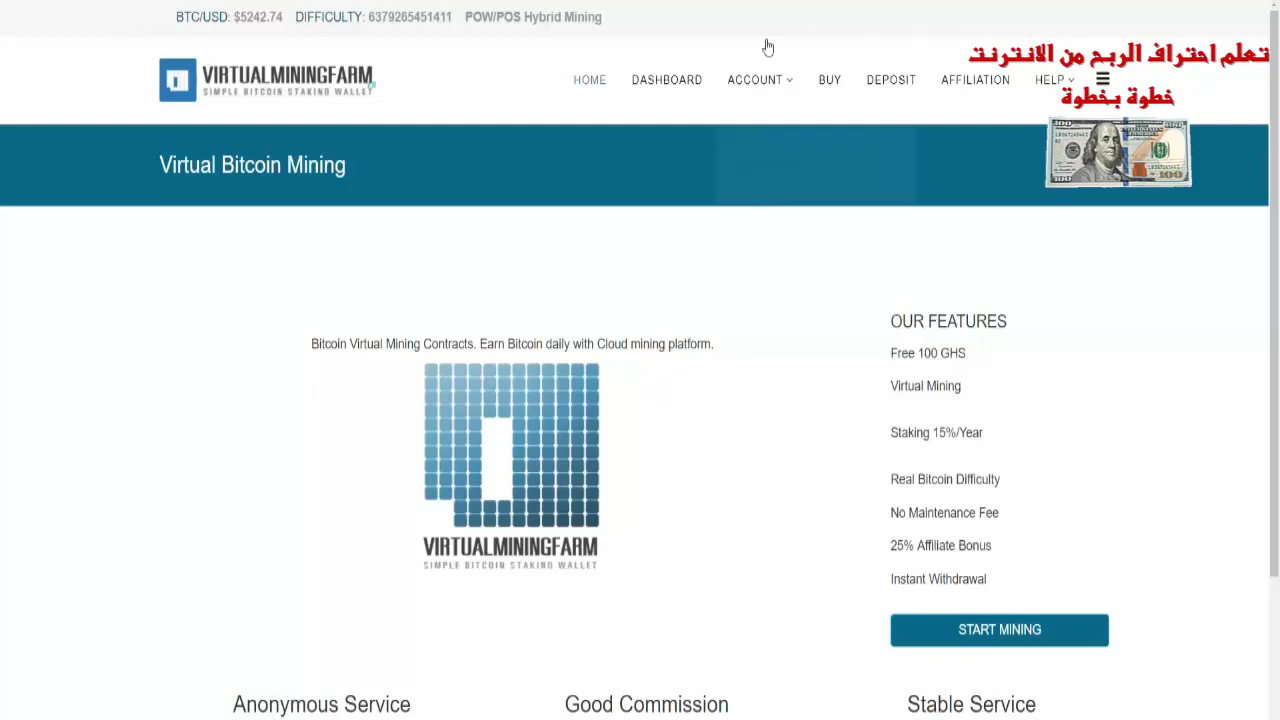 BTC/USD: $5242.74 DIFFICULTY: 6379265451411 POW/POS Hybrid Mining
VIRTUALMININGFARM
SIMPLE BITCOIN STAKING WALLET
HOME DASHBOARD ACCOUNT BUY DEPOSIT AFFILIATION HELP
تعلم احتراف الربح من الانترنت
خطوة بخطوة
100
100
100
Virtual Bitcoin Mining
Bitcoin Virtual Mining Contracts. Earn Bitcoin daily with Cloud mining platform.
VIRTUALMININGFARM
SIMPLE BITCOIN STAKING WALLET
OUR FEATURES
Free 100 GHS
Virtual Mining
Staking 15%/Year
Real Bitcoin Difficulty
No Maintenance Fee
25% Affiliate Bonus
Instant Withdrawal
START MINING
Anonymous Service Good Commission Stable Service